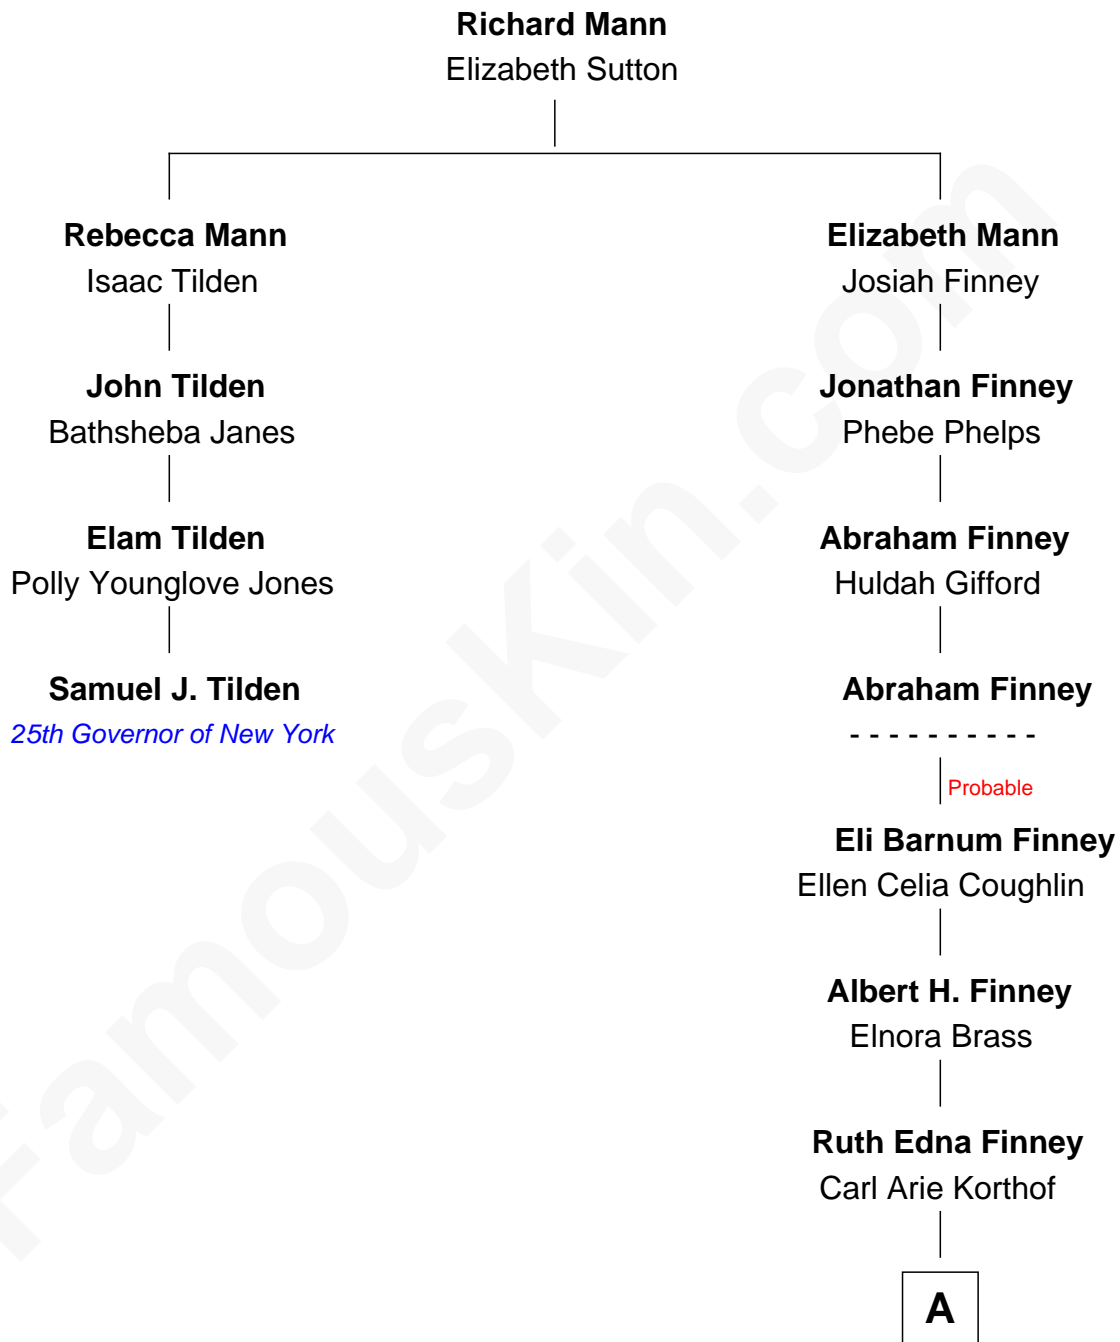 Richard Mann
Elizabeth Sutton
Rebecca Mann
Isaac Tilden
John Tilden
Bathsheba Janes
Elam Tilden
Polly Younglove Jones
Samuel J. Tilden
25th Governor of New York
Elizabeth Mann
Josiah Finney
Jonathan Finney
Phebe Phelps
Abraham Finney
Huldah Gifford
Abraham Finney
- - - - - - - - - -
Probable
Eli Barnum Finney
Ellen Celia Coughlin
Albert H. Finney
Elnora Brass
Ruth Edna Finney
Carl Arie Korthof
A
FamousKin.com